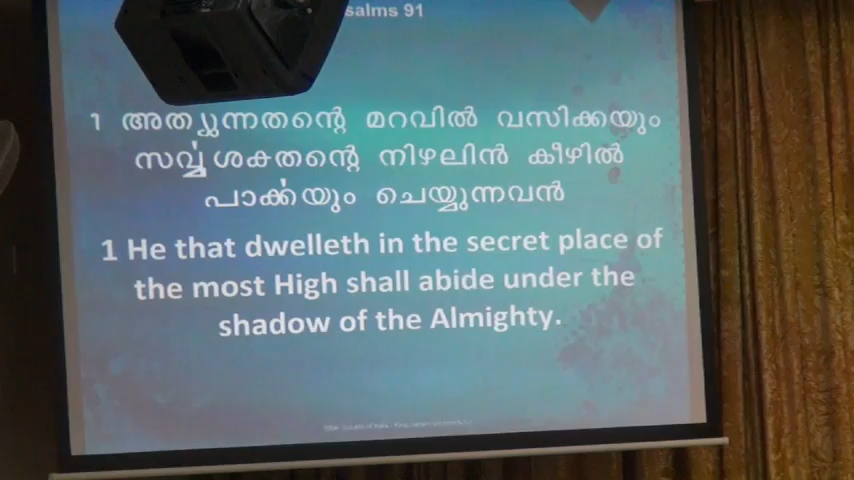 salms 91
1 അത്യുന്നതന്റെ മറവിൽ വസിക്കയും
സർവ്വശക്തന്റെ നിഴലിൻ കീഴിൽ
പാർക്കയും ചെയ്യുന്നവൻ
1 He that dwelleth in the secret place of
the most High shall abide under the
shadow of the Almighty.